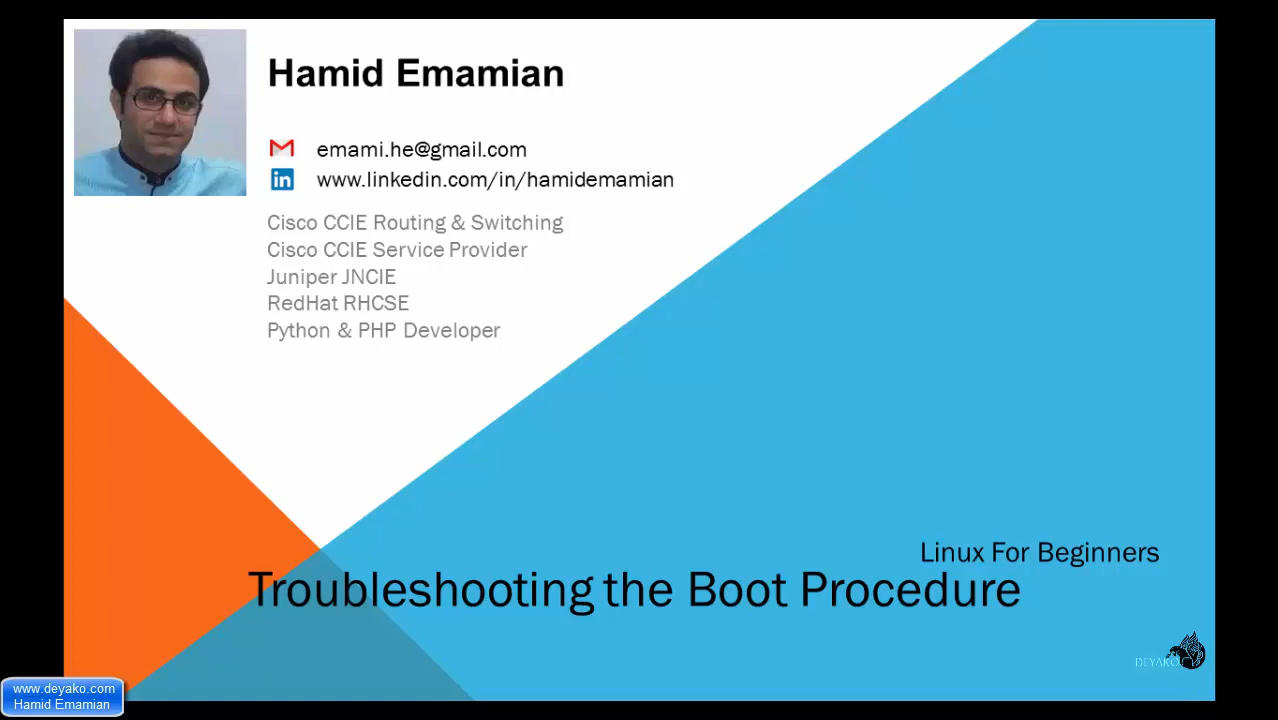 Hamid Emamian
emami.he@gmail.com
www.linkedin.com/in/hamidemamian
Cisco CCIE Routing & Switching
Cisco CCIE Service Provider
Juniper JNCIE
RedHat RHCSE
Python & PHP Developer
Linux For Beginners
Troubleshooting the Boot Procedure
DEYAKO
www.deyako.com
Hamid Emamian